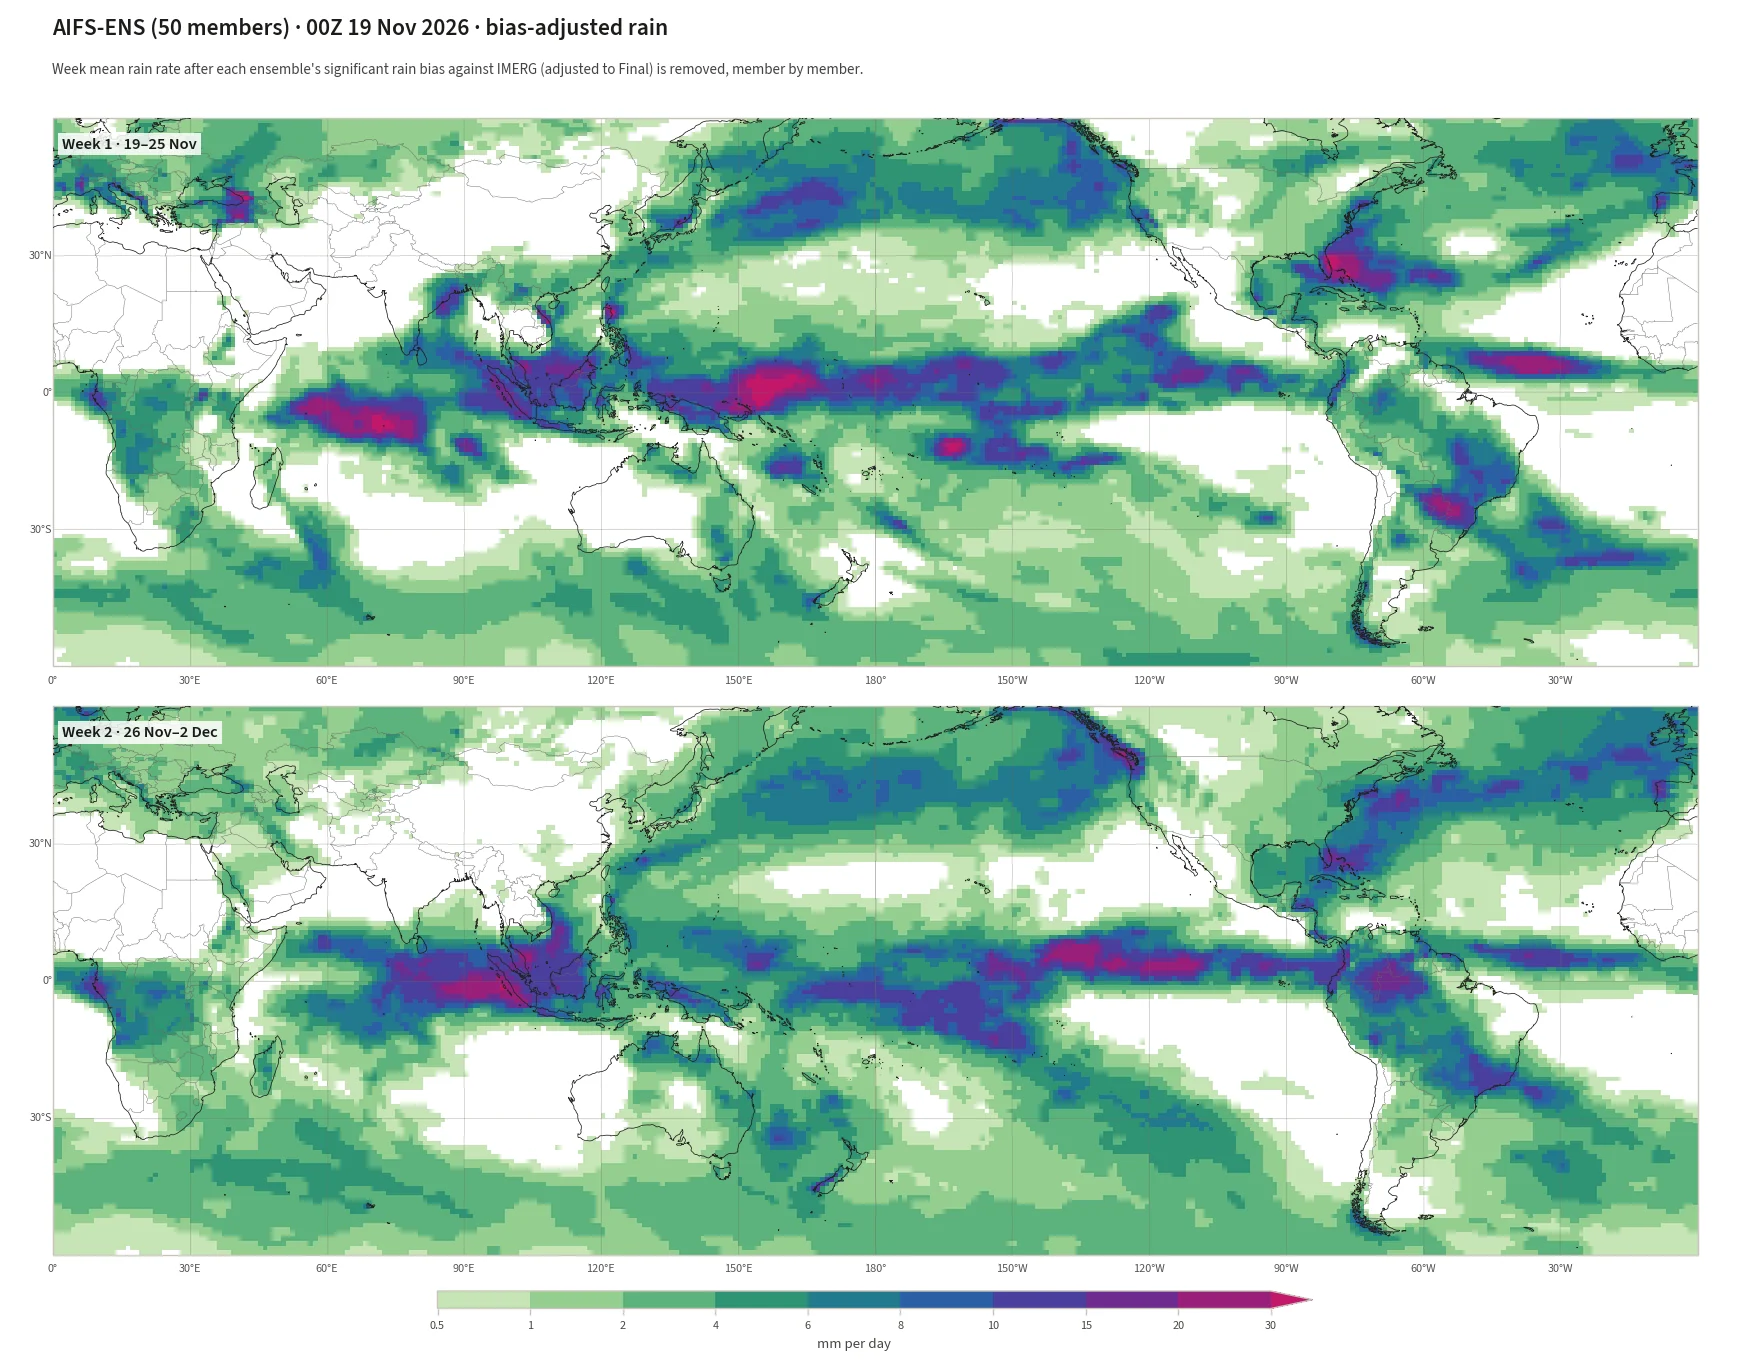 AIFS-ENS (50 members) · 00Z 19 Nov 2026 · bias-adjusted rain
Week mean rain rate after each ensemble's significant rain bias against IMERG (adjusted to Final) is removed, member by member.
Week 1 · 19–25 Nov
30°N
0°
30°S
0° 30°E 60°E 90°E 120°E 150°E 180° 150°W 120°W 90°W 60°W 30°W
Week 2 · 26 Nov–2 Dec
30°N
0°
30°S
0° 30°E 60°E 90°E 120°E 150°E 180° 150°W 120°W 90°W 60°W 30°W
0.5 1 2 4 6 8 10 15 20 30
mm per day